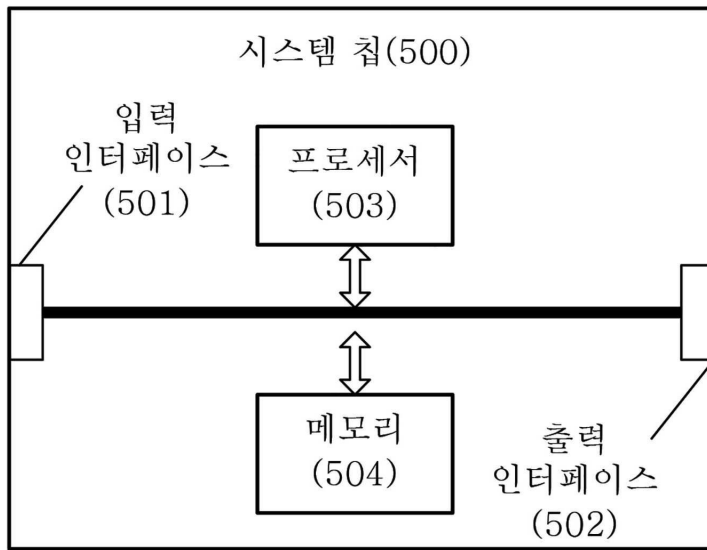 시스템 칩(500)
입력
인터페이스
(501)
프로세서
(503)
메모리
(504)
출력
인터페이스
(502)